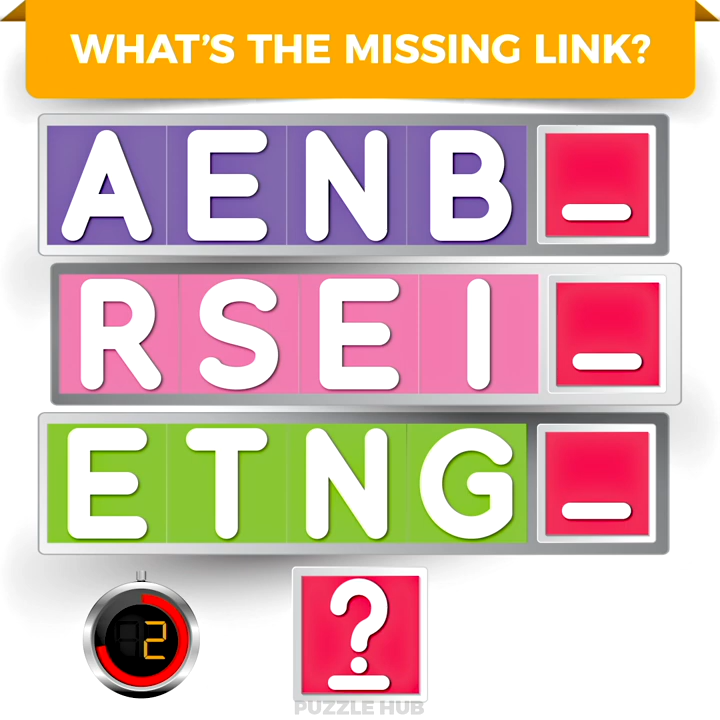 WHAT'S THE MISSING LINK?
AENB_
RSEI_
ETNG_
2
?
PUZZLE HUB